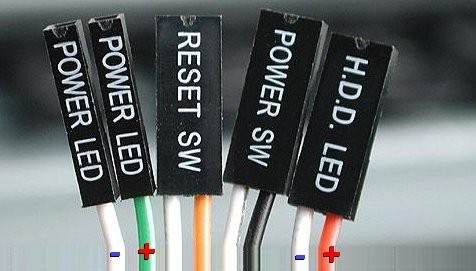 POWER LED
POWER LED
RESET SW
POWER SW
H.D.D. LED
- + - +